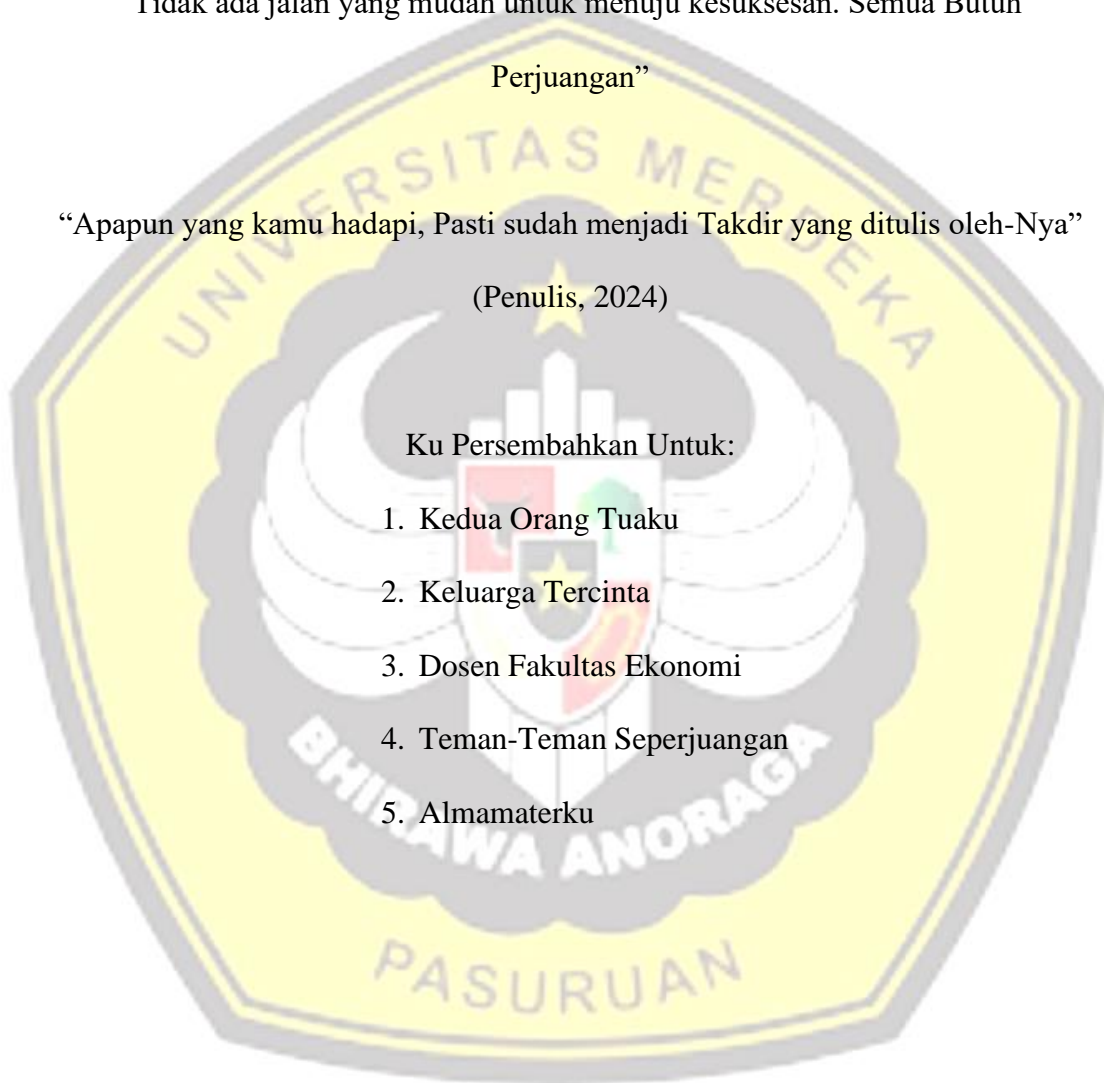 Tidak ada jalan yang mudah untuk menuju kesuksesan. Semua Butuh
Perjuangan”
UNIVERSITAS MERDEKA
“Apapun yang kamu hadapi, Pasti sudah menjadi Takdir yang ditulis oleh-Nya”
(Penulis, 2024)
Ku Persembahkan Untuk:
1. Kedua Orang Tuaku
2. Keluarga Tercinta
3. Dosen Fakultas Ekonomi
4. Teman-Teman Seperjuangan
5. Almamaterku
BHIRAWA ANORAGA
PASURUAN